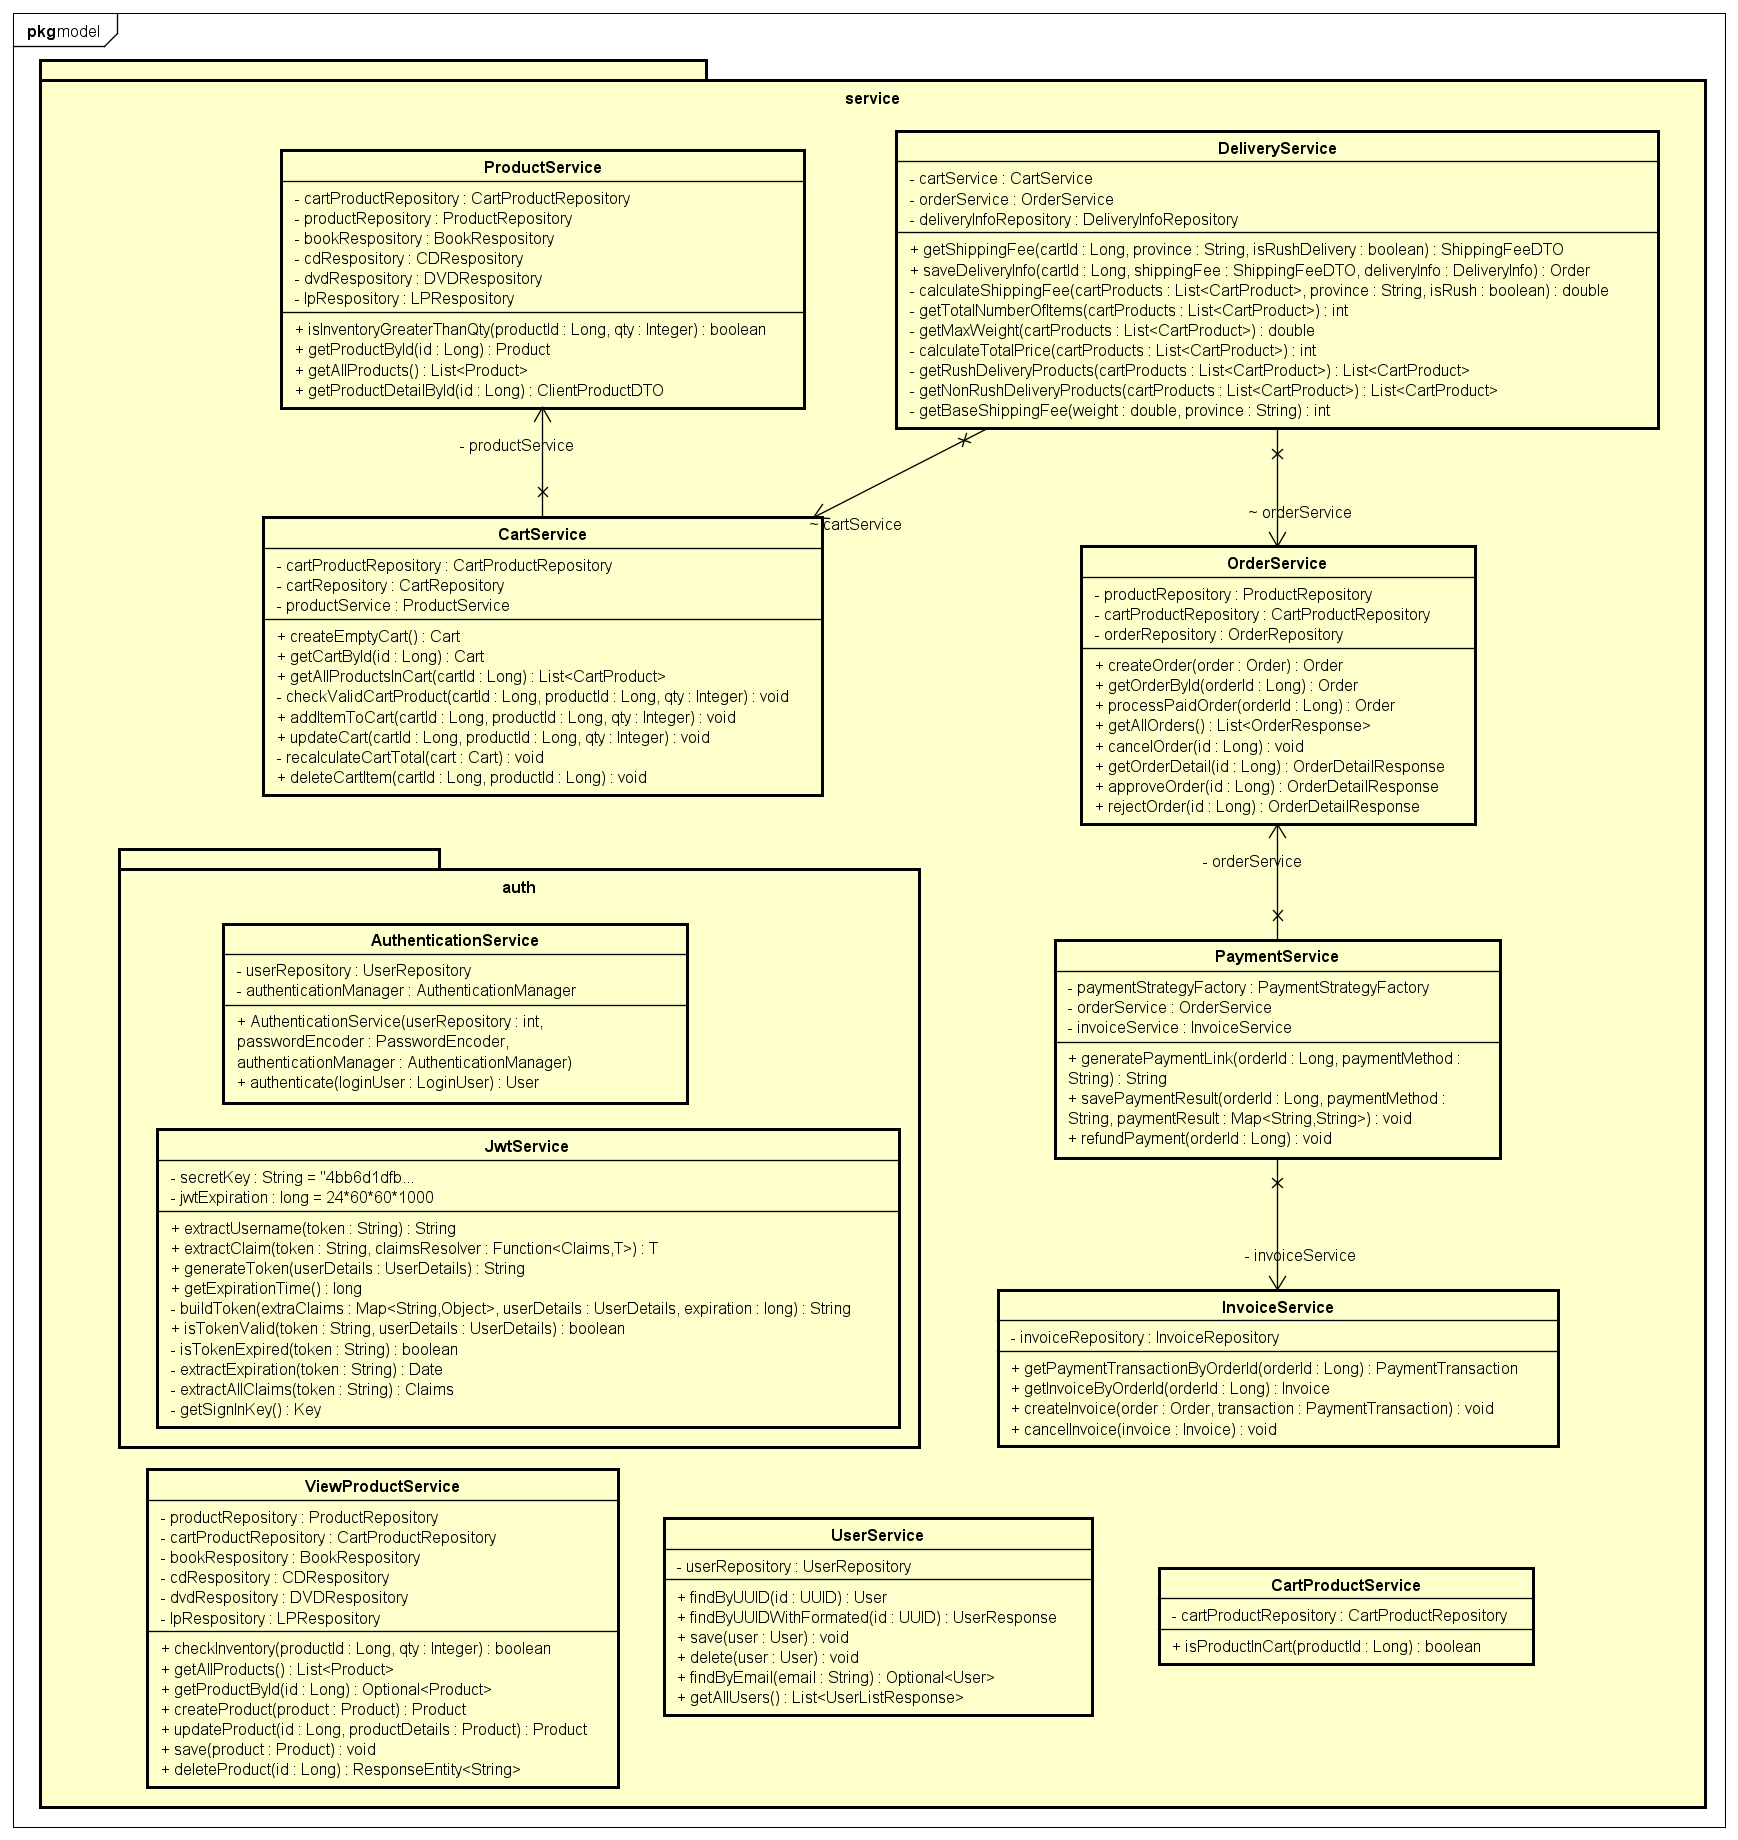 pkg model
service
ProductService
- cartProductRepository : CartProductRepository
- productRepository : ProductRepository
- bookRespository : BookRespository
- cdRespository : CDRespository
- dvdRespository : DVDRespository
- lpRespository : LPRespository
+ isInventoryGreaterThanQty(productId : Long, qty : Integer) : boolean
+ getProductById(id : Long) : Product
+ getAllProducts() : List<Product>
+ getProductDetailById(id : Long) : ClientProductDTO
DeliveryService
- cartService : CartService
- orderService : OrderService
- deliveryInfoRepository : DeliveryInfoRepository
+ getShippingFee(cartId : Long, province : String, isRushDelivery : boolean) : ShippingFeeDTO
+ saveDeliveryInfo(cartId : Long, shippingFee : ShippingFeeDTO, deliveryInfo : DeliveryInfo) : Order
- calculateShippingFee(cartProducts : List<CartProduct>, province : String, isRush : boolean) : double
- getTotalNumberOfItems(cartProducts : List<CartProduct>) : int
- getMaxWeight(cartProducts : List<CartProduct>) : double
- calculateTotalPrice(cartProducts : List<CartProduct>) : int
- getRushDeliveryProducts(cartProducts : List<CartProduct>) : List<CartProduct>
- getNonRushDeliveryProducts(cartProducts : List<CartProduct>) : List<CartProduct>
- getBaseShippingFee(weight : double, province : String) : int
- productService
~ cartService
~ orderService
CartService
- cartProductRepository : CartProductRepository
- cartRepository : CartRepository
- productService : ProductService
+ createEmptyCart() : Cart
+ getCartById(id : Long) : Cart
+ getAllProductsInCart(cartId : Long) : List<CartProduct>
- checkValidCartProduct(cartId : Long, productId : Long, qty : Integer) : void
+ addItemToCart(cartId : Long, productId : Long, qty : Integer) : void
+ updateCart(cartId : Long, productId : Long, qty : Integer) : void
- recalculateCartTotal(cart : Cart) : void
+ deleteCartItem(cartId : Long, productId : Long) : void
OrderService
- productRepository : ProductRepository
- cartProductRepository : CartProductRepository
- orderRepository : OrderRepository
+ createOrder(order : Order) : Order
+ getOrderById(orderId : Long) : Order
+ processPaidOrder(orderId : Long) : Order
+ getAllOrders() : List<OrderResponse>
+ cancelOrder(id : Long) : void
+ getOrderDetail(id : Long) : OrderDetailResponse
+ approveOrder(id : Long) : OrderDetailResponse
+ rejectOrder(id : Long) : OrderDetailResponse
- orderService
auth
AuthenticationService
- userRepository : UserRepository
- authenticationManager : AuthenticationManager
+ AuthenticationService(userRepository : int,
passwordEncoder : PasswordEncoder,
authenticationManager : AuthenticationManager)
+ authenticate(loginUser : LoginUser) : User
PaymentService
- paymentStrategyFactory : PaymentStrategyFactory
- orderService : OrderService
- invoiceService : InvoiceService
+ generatePaymentLink(orderId : Long, paymentMethod :
String) : String
+ savePaymentResult(orderId : Long, paymentMethod :
String, paymentResult : Map<String,String>) : void
+ refundPayment(orderId : Long) : void
JwtService
- secretKey : String = "4bb6d1dfb...
- jwtExpiration : long = 24*60*60*1000
+ extractUsername(token : String) : String
+ extractClaim(token : String, claimsResolver : Function<Claims,T>) : T
+ generateToken(userDetails : UserDetails) : String
+ getExpirationTime() : long
- buildToken(extraClaims : Map<String,Object>, userDetails : UserDetails, expiration : long) : String
+ isTokenValid(token : String, userDetails : UserDetails) : boolean
- isTokenExpired(token : String) : boolean
- extractExpiration(token : String) : Date
- extractAllClaims(token : String) : Claims
- getSignInKey() : Key
- invoiceService
InvoiceService
- invoiceRepository : InvoiceRepository
+ getPaymentTransactionByOrderId(orderId : Long) : PaymentTransaction
+ getInvoiceByOrderId(orderId : Long) : Invoice
+ createInvoice(order : Order, transaction : PaymentTransaction) : void
+ cancelInvoice(invoice : Invoice) : void
ViewProductService
- productRepository : ProductRepository
- cartProductRepository : CartProductRepository
- bookRespository : BookRespository
- cdRespository : CDRespository
- dvdRespository : DVDRespository
- lpRespository : LPRespository
+ checkInventory(productId : Long, qty : Integer) : boolean
+ getAllProducts() : List<Product>
+ getProductById(id : Long) : Optional<Product>
+ createProduct(product : Product) : Product
+ updateProduct(id : Long, productDetails : Product) : Product
+ save(product : Product) : void
+ deleteProduct(id : Long) : ResponseEntity<String>
UserService
- userRepository : UserRepository
+ findByUUID(id : UUID) : User
+ findByUUIDWithFormated(id : UUID) : UserResponse
+ save(user : User) : void
+ delete(user : User) : void
+ findByEmail(email : String) : Optional<User>
+ getAllUsers() : List<UserListResponse>
CartProductService
- cartProductRepository : CartProductRepository
+ isProductInCart(productId : Long) : boolean